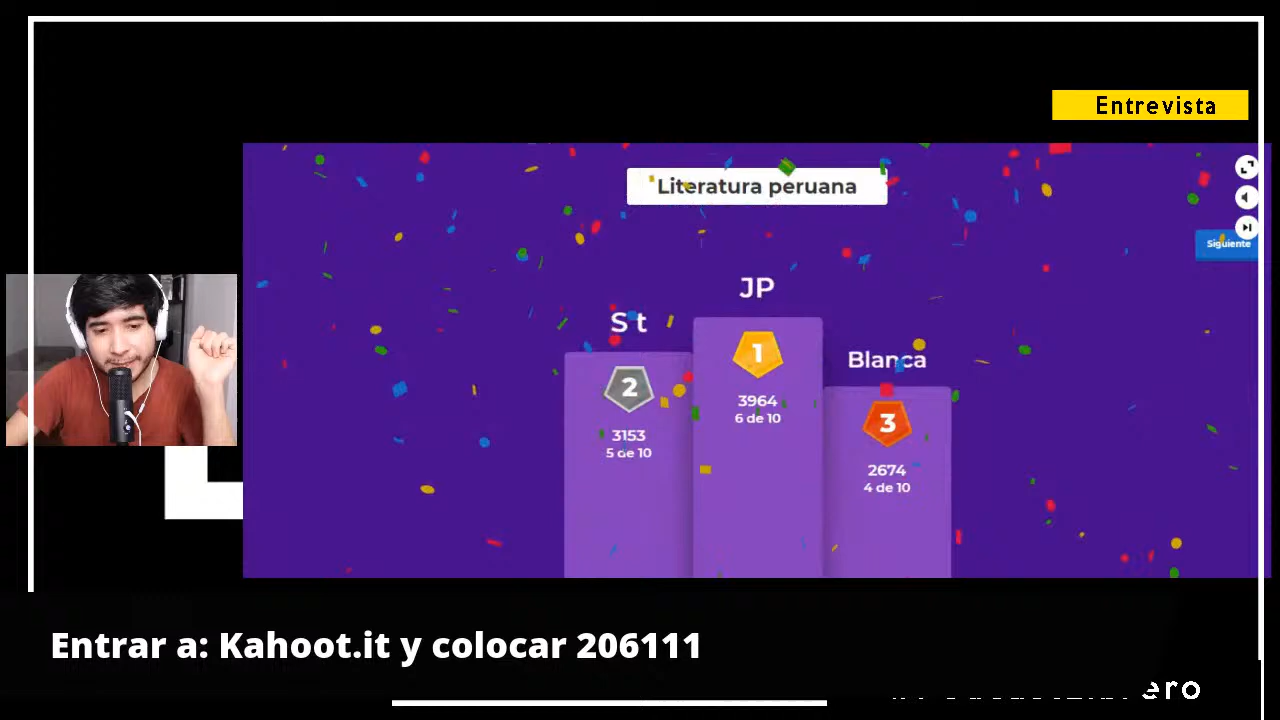 Entrevista
Literatura peruana
Siguiente
JP
S t
Blanca
1
2
3
3964
6 de 10
3153
5 de 10
2674
4 de 10
Entrar a: Kahoot.it y colocar 206111